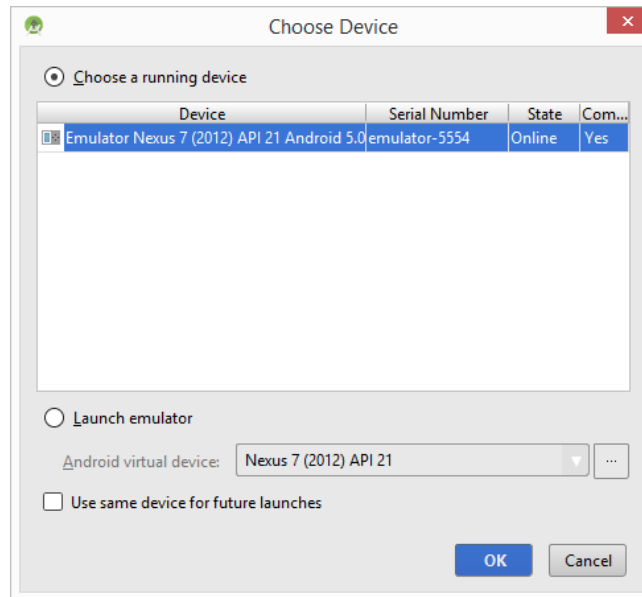 Choose Device
Choose a running device
Device Serial Number State Com...
Emulator Nexus 7 (2012) API 21 Android 5.0 emulator-5554 Online Yes
Launch emulator
Android virtual device: Nexus 7 (2012) API 21 ...
Use same device for future launches
OK Cancel